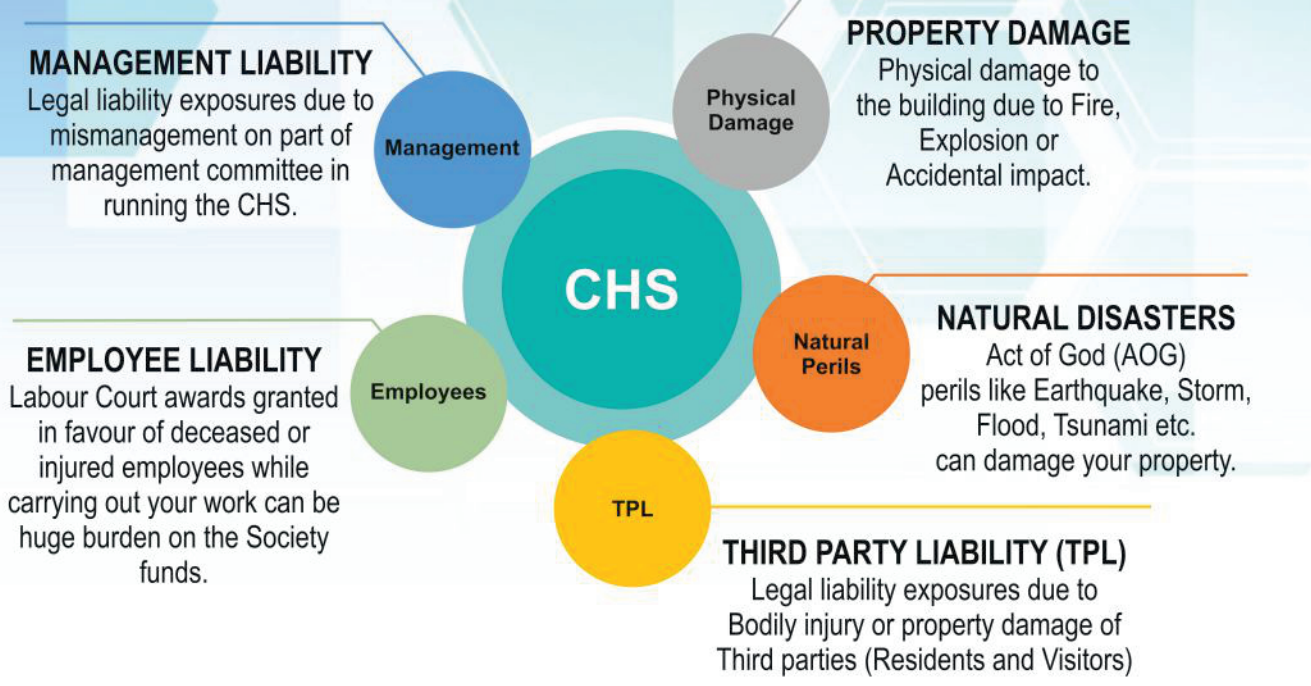 MANAGEMENT LIABILITY
Legal liability exposures due to
mismanagement on part of
management committee in
running the CHS.
Management
Physical
Damage
PROPERTY DAMAGE
Physical damage to
the building due to Fire,
Explosion or
Accidental impact.
CHS
EMPLOYEE LIABILITY
Labour Court awards granted
in favour of deceased or
injured employees while
carrying out your work can be
huge burden on the Society
funds.
Employees
Natural
Perils
NATURAL DISASTERS
Act of God (AOG)
perils like Earthquake, Storm,
Flood, Tsunami etc.
can damage your property.
TPL
THIRD PARTY LIABILITY (TPL)
Legal liability exposures due to
Bodily injury or property damage of
Third parties (Residents and Visitors)